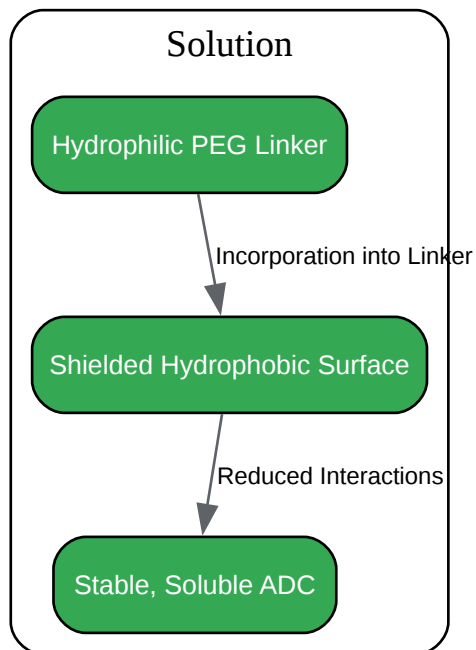 Solution
Hydrophilic PEG Linker
Incorporation into Linker
Shielded Hydrophobic Surface
Reduced Interactions
Stable, Soluble ADC